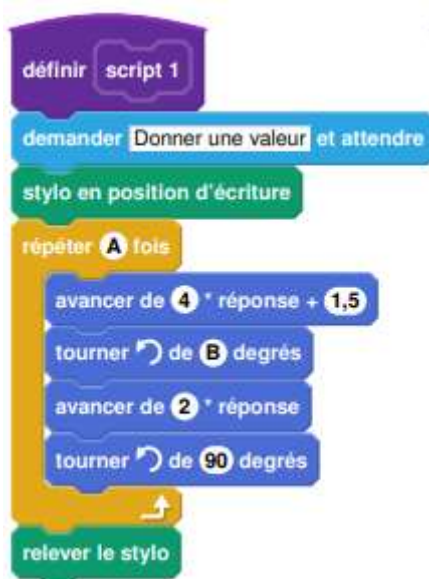 définir script 1
demander Donner une valeur et attendre
stylo en position d'écriture
répéter A fois
avancer de 4 * réponse + 1,5
tourner de B degrés
avancer de 2 * réponse
tourner de 90 degrés
relever le stylo